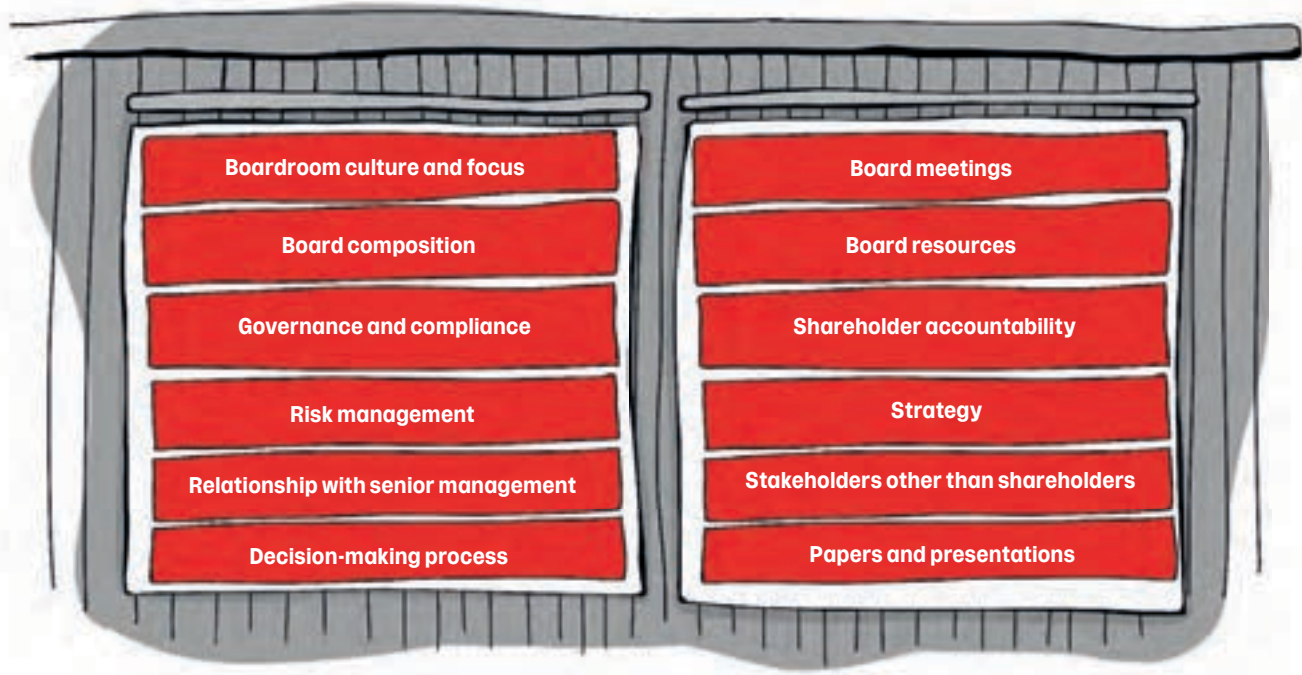 Boardroom culture and focus
Board composition
Governance and compliance
Risk management
Relationship with senior management
Decision-making process
Board meetings
Board resources
Shareholder accountability
Strategy
Stakeholders other than shareholders
Papers and presentations